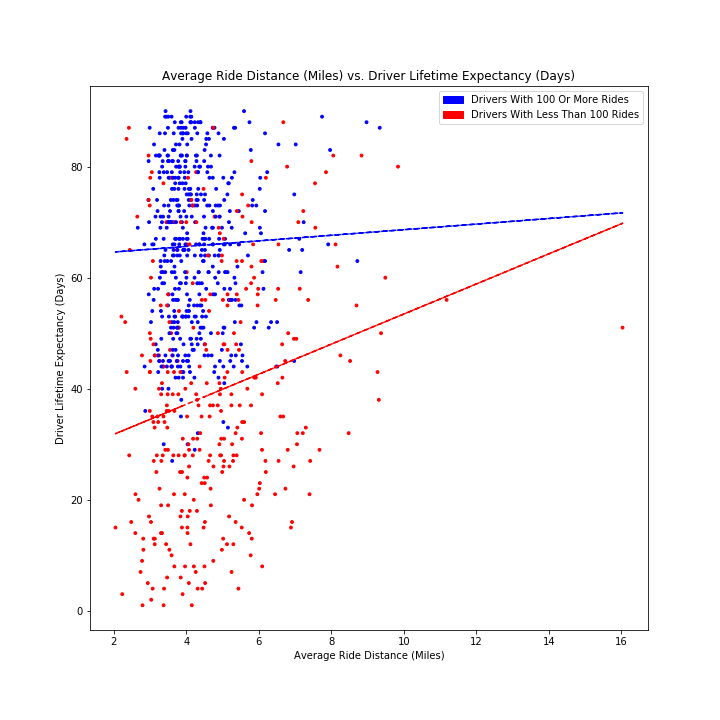 Average Ride Distance (Miles) vs. Driver Lifetime Expectancy (Days)
Drivers With 100 Or More Rides
Drivers With Less Than 100 Rides
Driver Lifetime Expectancy (Days)
80
60
40
20
0
2 4 6 8 10 12 14 16
Average Ride Distance (Miles)